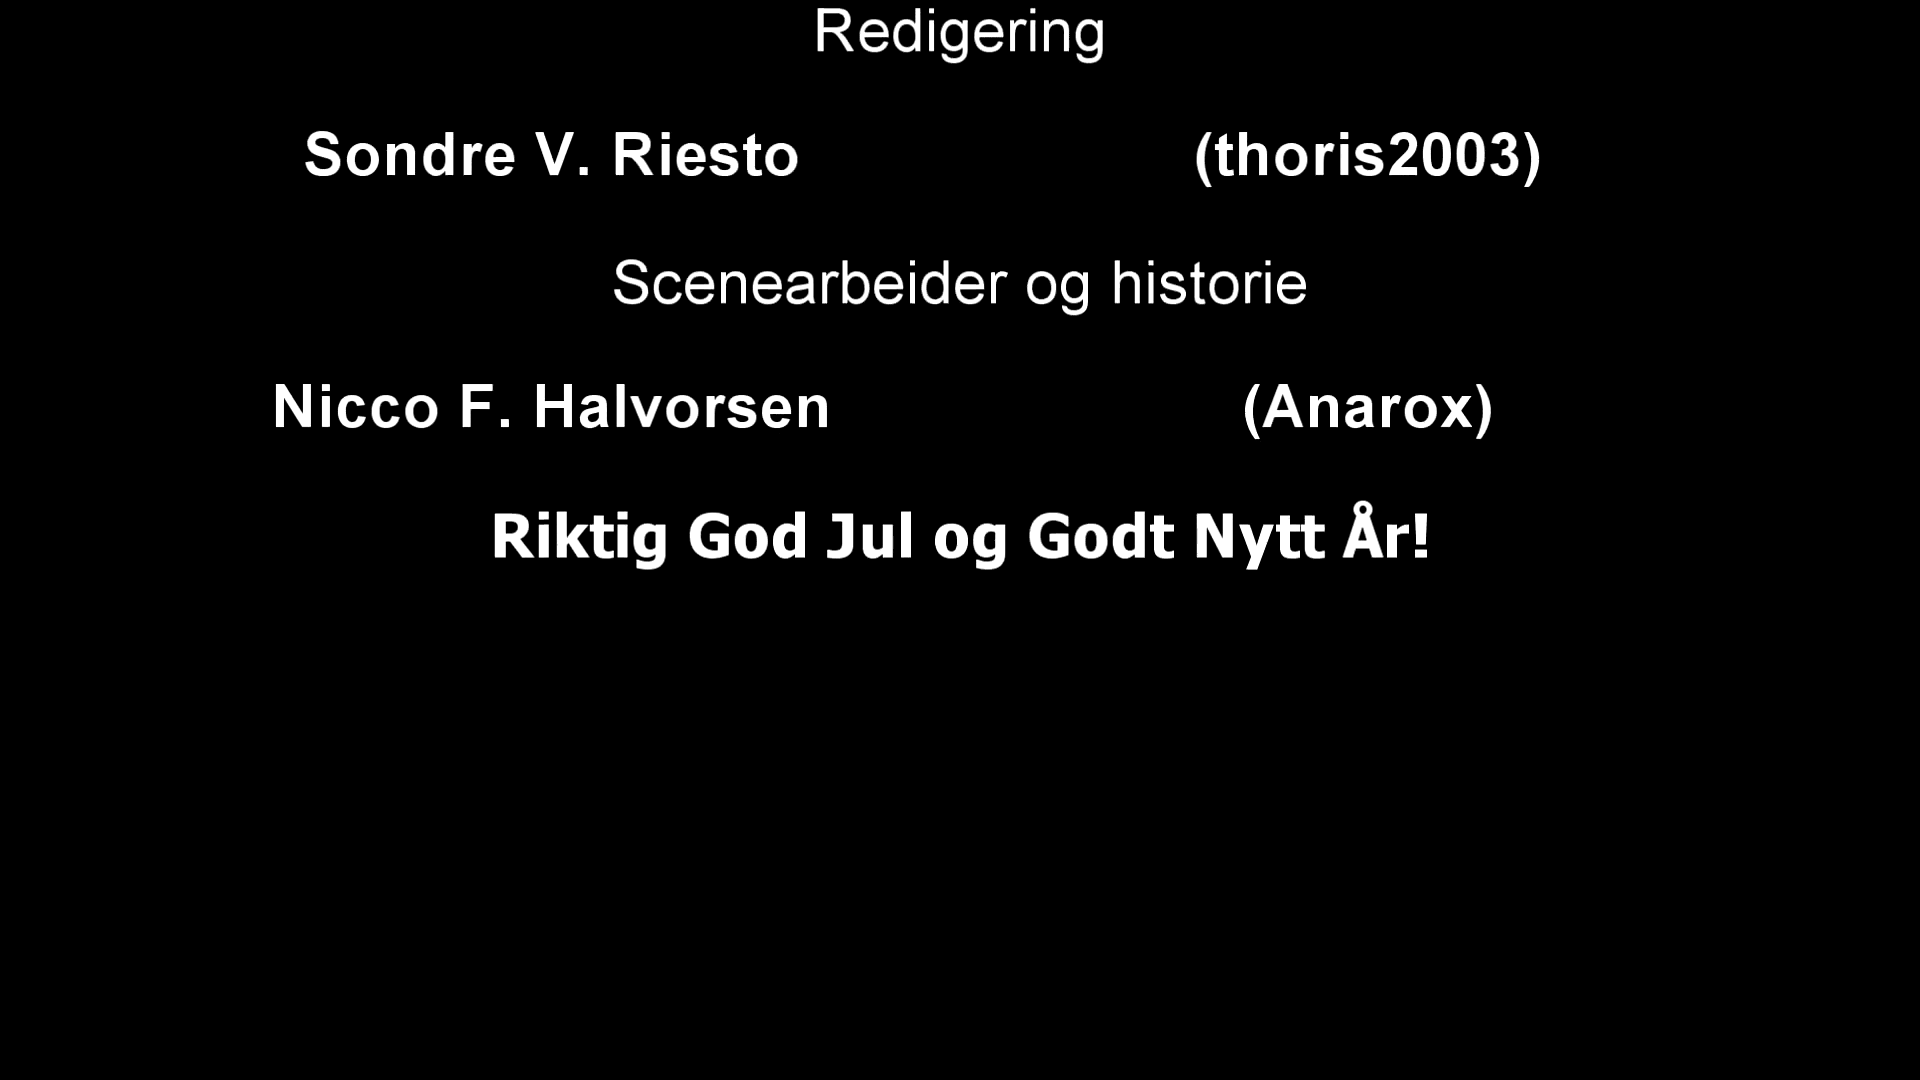 Redigering
Sondre V. Riesto (thoris2003)
Scenearbeider og historie
Nicco F. Halvorsen (Anarox)
Riktig God Jul og Godt Nytt År!